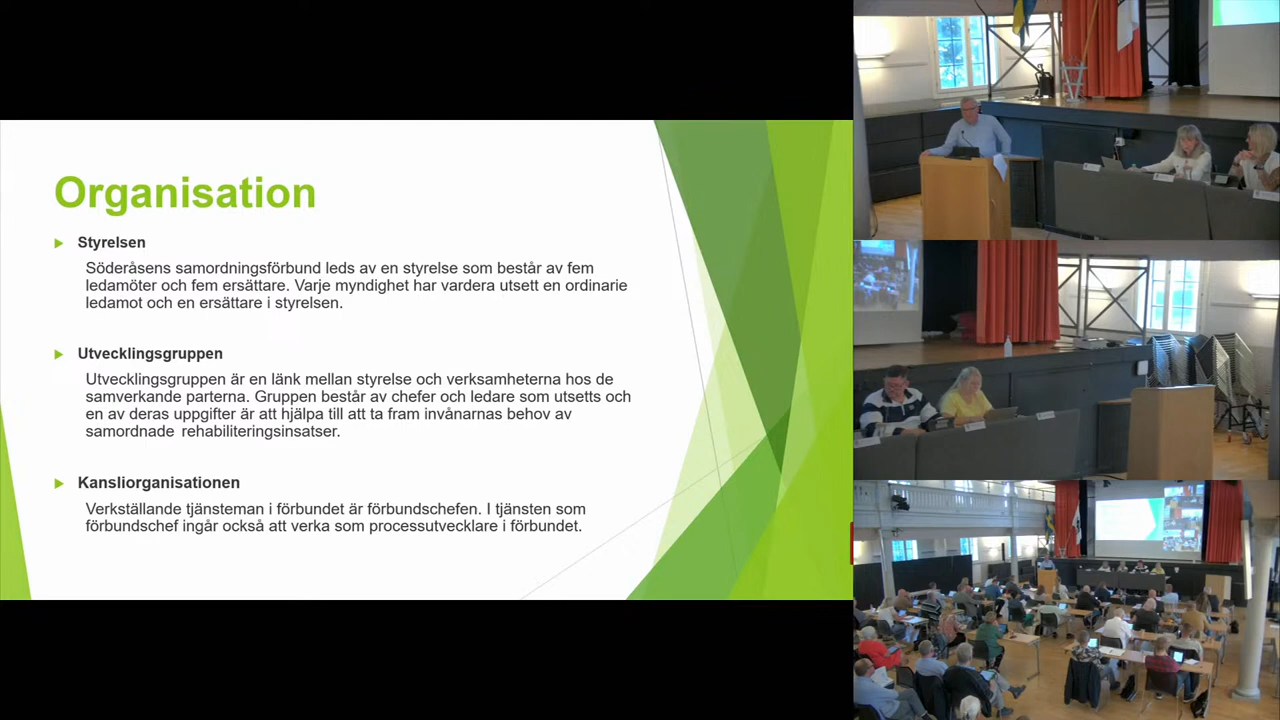 Organisation
Styrelsen
Söderåsens samordningsförbund leds av en styrelse som består av fem
ledamöter och fem ersättare. Varje myndighet har vardera utsett en ordinarie
ledamot och en ersättare i styrelsen.
Utvecklingsgruppen
Utvecklingsgruppen är en länk mellan styrelse och verksamheterna hos de
samverkande parterna. Gruppen består av chefer och ledare som utsetts och
en av deras uppgifter är att hjälpa till att ta fram invånarnas behov av
samordnade rehabiliteringsinsatser.
Kansliorganisationen
Verkställande tjänsteman i förbundet är förbundschefen. I tjänsten som
förbundschef ingår också att verka som processutvecklare i förbundet.